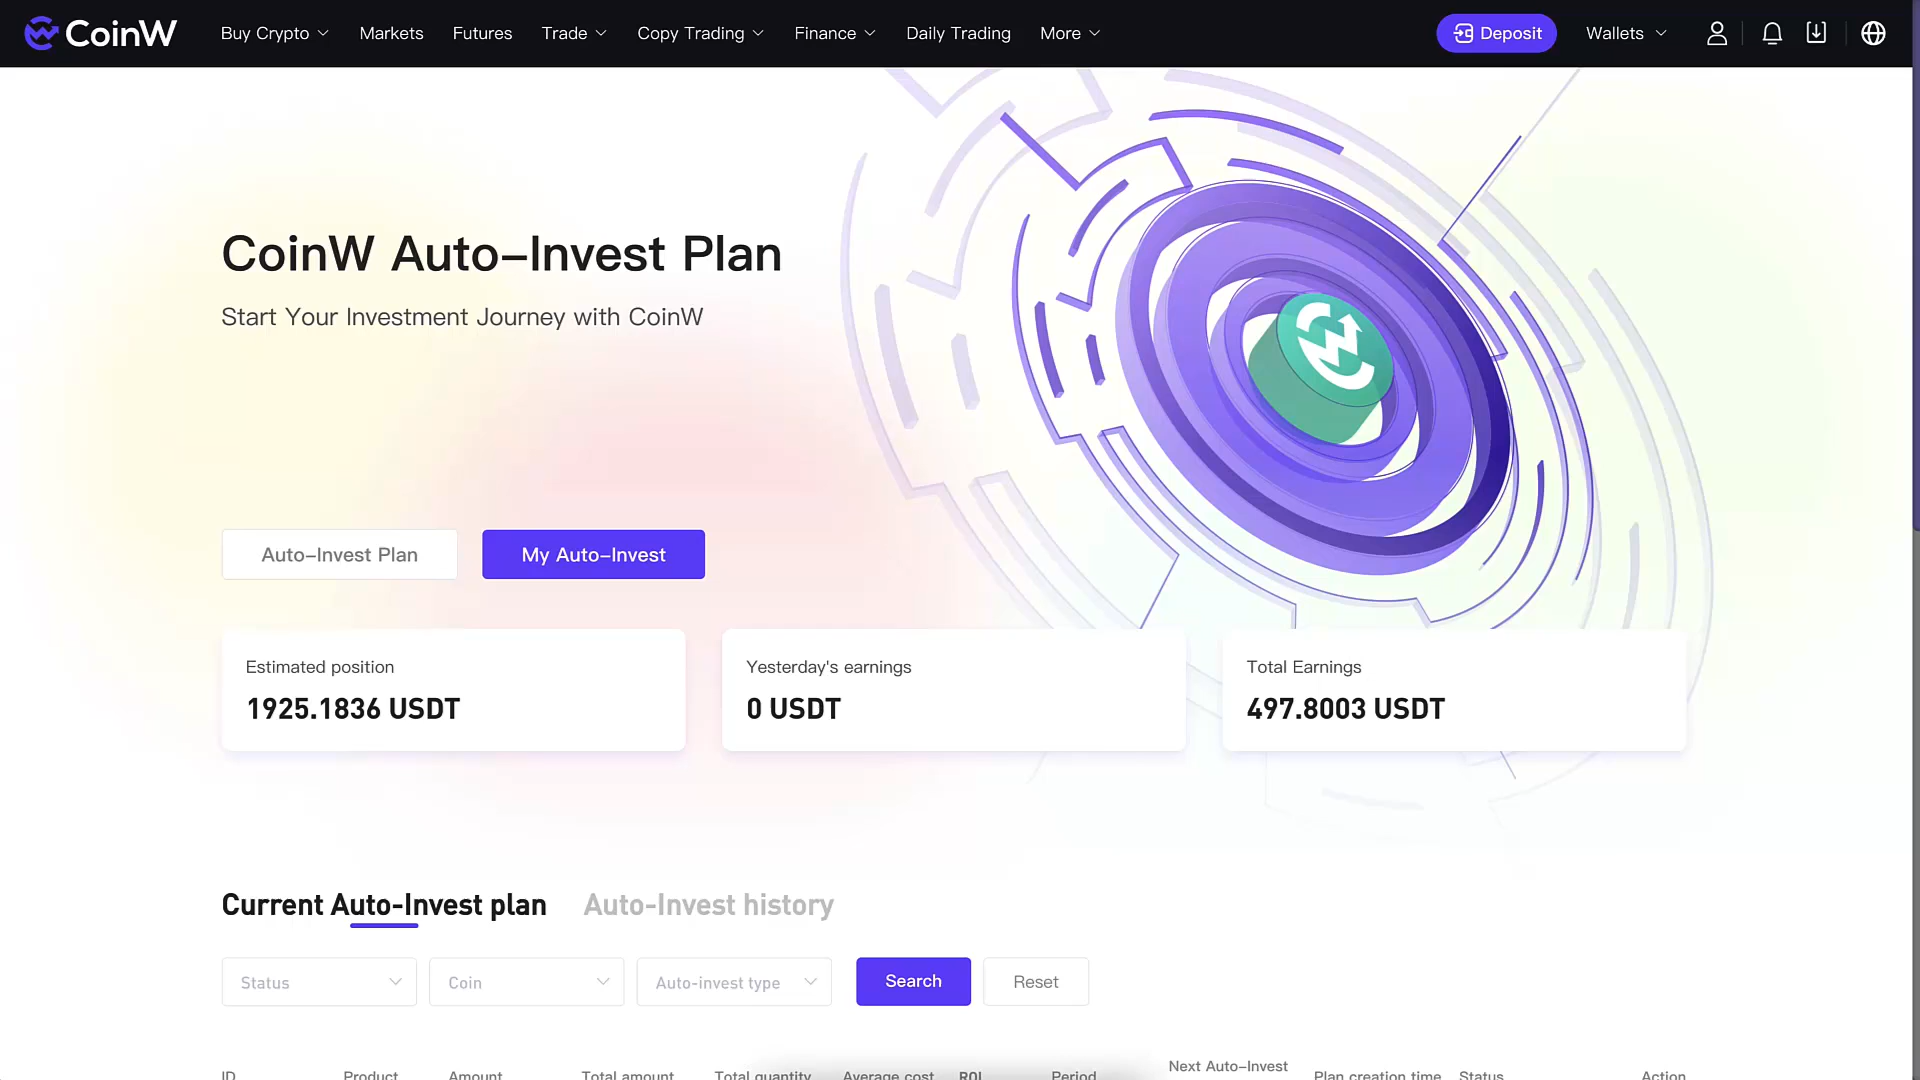 CoinW
Buy Crypto
Markets
Futures
Trade
Copy Trading
Finance
Daily Trading
More
Deposit
Wallets
CoinW Auto-Invest Plan
Start Your Investment Journey with CoinW
Auto-Invest Plan
My Auto-Invest
Estimated position
1925.1836 USDT
Yesterday's earnings
0 USDT
Total Earnings
497.8003 USDT
Current Auto-Invest plan
Auto-Invest history
Status
Coin
Auto-invest type
Search
Reset
ID
Product
Amount
Total amount
Total quantity
Average cost
ROI
Period
Next Auto-Invest
Plan creation time
Status
Action